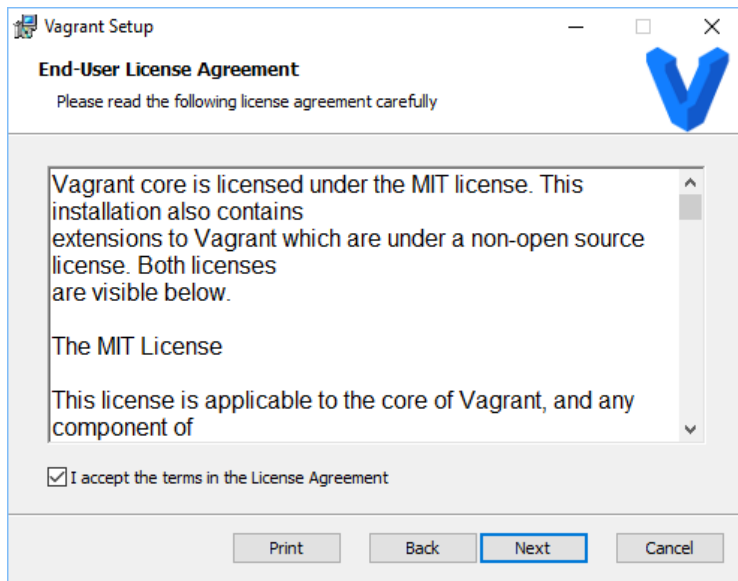 Vagrant Setup
End-User License Agreement
Please read the following license agreement carefully
Vagrant core is licensed under the MIT license. This
installation also contains
extensions to Vagrant which are under a non-open source
license. Both licenses
are visible below.
The MIT License
This license is applicable to the core of Vagrant, and any
component of
I accept the terms in the License Agreement
Print Back Next Cancel